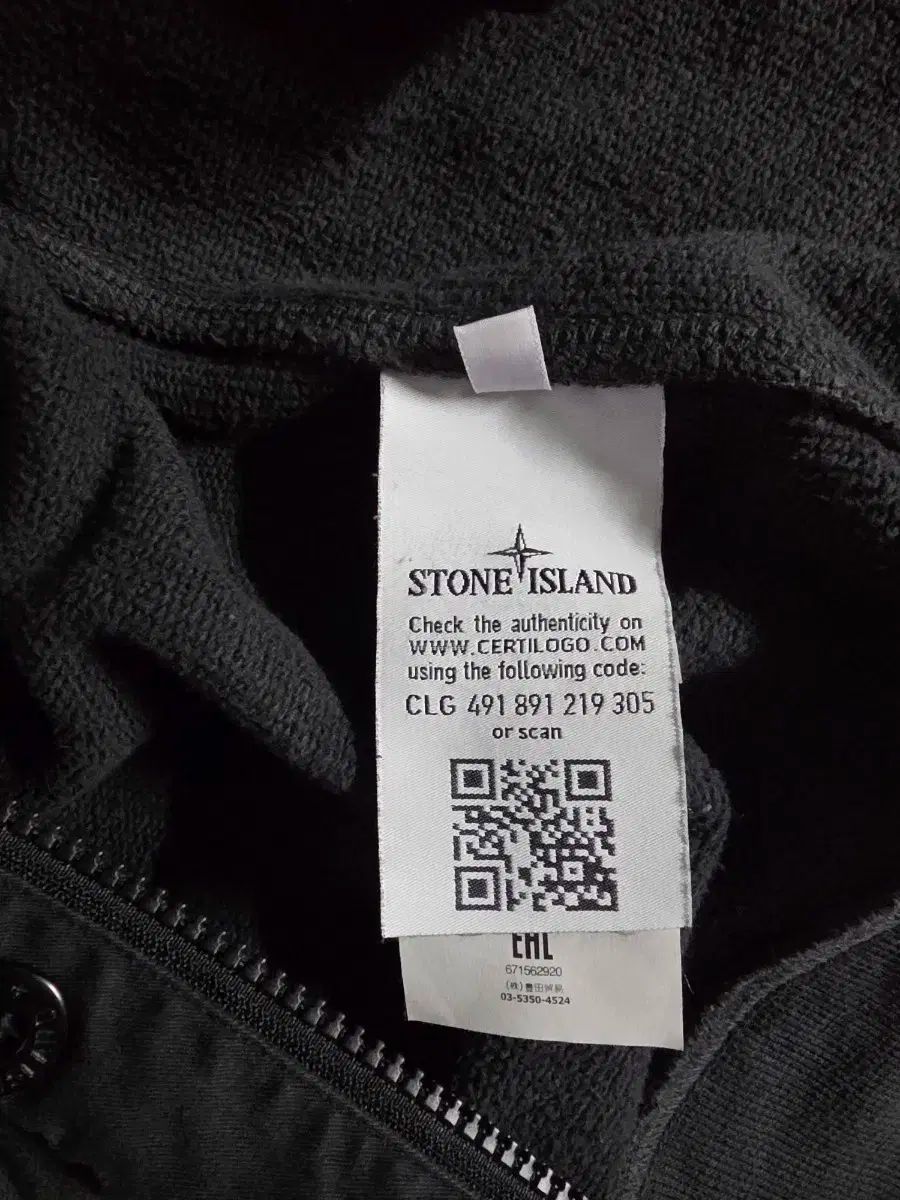 STONE ISLAND
Check the authenticity on
WWW.CERTILOGO.COM
using the following code:
CLG 491 891 219 305
or scan
EAC
671562920
(株)豊田貿易
03-5350-4524